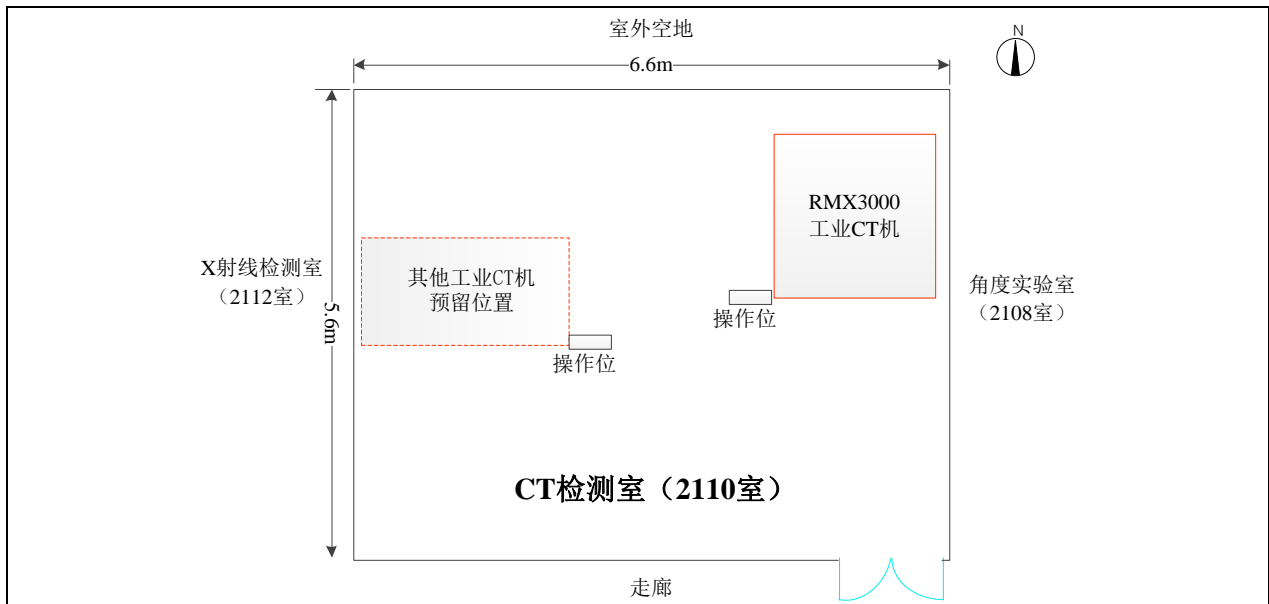 室外空地
N
6.6m
RMX3000
工业CT机
X射线检测室
（2112室）
其他工业CT机
预留位置
5.6m
角度实验室
（2108室）
操作位
操作位
CT检测室（2110室）
走廊